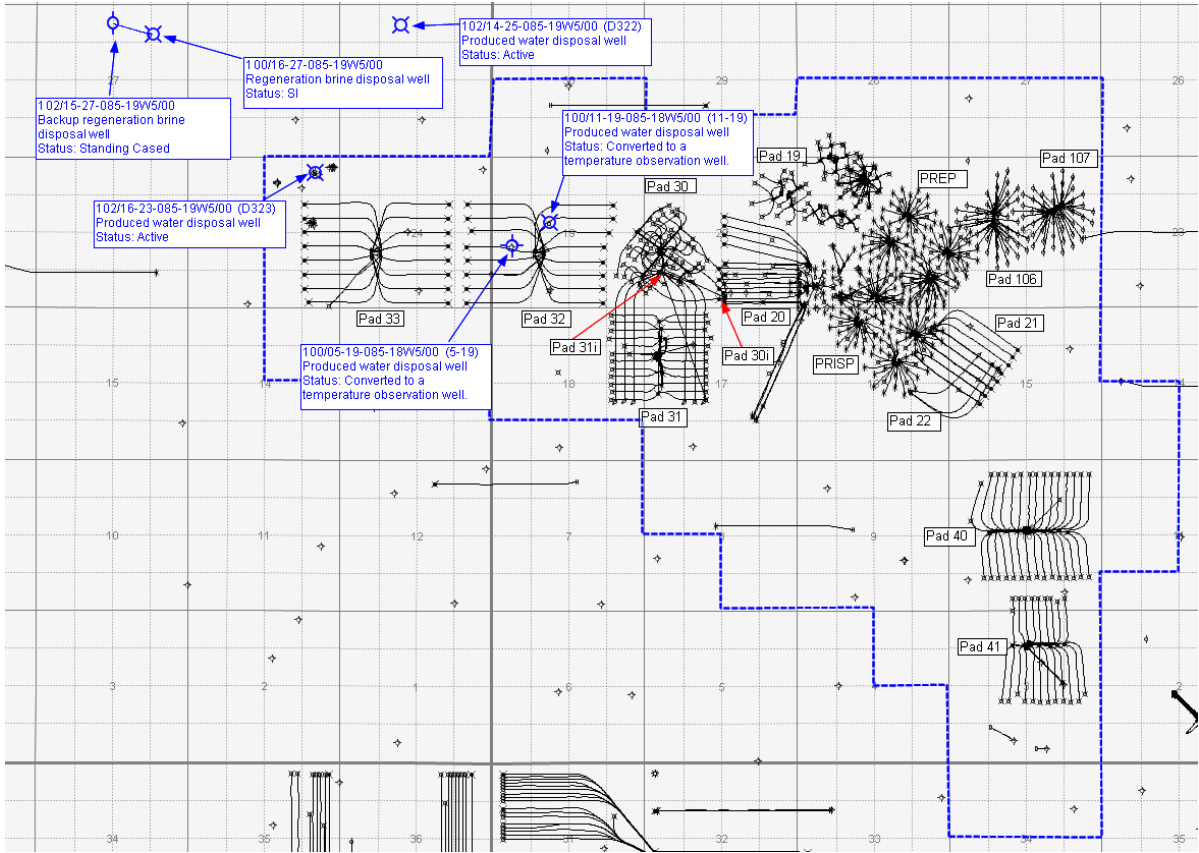 102/14-25-085-19W5/00 (D322)
Produced water disposal well
Status: Active
100/16-27-085-19W5/00
Regeneration brine disposal well
Status: SI
27
26
102/15-27-085-19W5/00
Backup regeneration brine
disposal well
Status: Standing Cased
100/11-19-085-18W5/00 (11-19)
Produced water disposal well
Status: Converted to a
temperature observation well.
Pad 19
Pad 107
PREP
Pad 30
102/16-23-085-19W5/00 (D323)
Produced water disposal well
Status: Active
24
19
22
Pad 106
Pad 33
Pad 32
Pad 20
Pad 21
Pad 31i
Pad 30i
100/05-19-085-18W5/00 (5-19)
Produced water disposal well
Status: Converted to a
temperature observation well.
PRISP
15
14
18
17
15
Pad 31
Pad 22
10
11
12
7
9
Pad 40
Pad 41
3
2
1
6
5
2
34
35
36
31
32
33
34
35